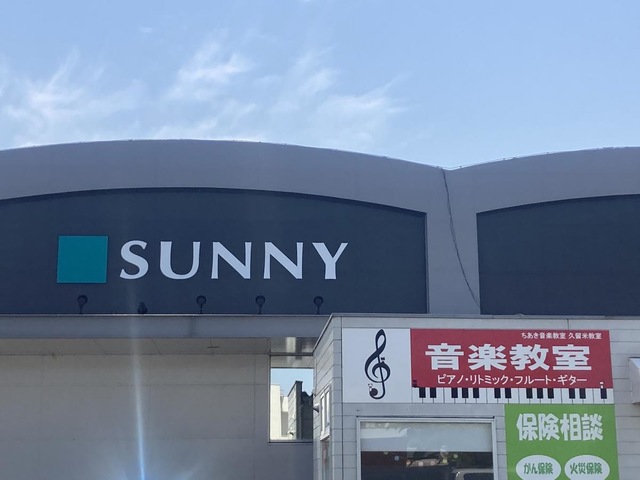 SUNNY
ちあき音楽教室 久留米教室
音楽教室
ピアノ・リトミック・フルート・ギター
保険相談
がん保険
火災保険